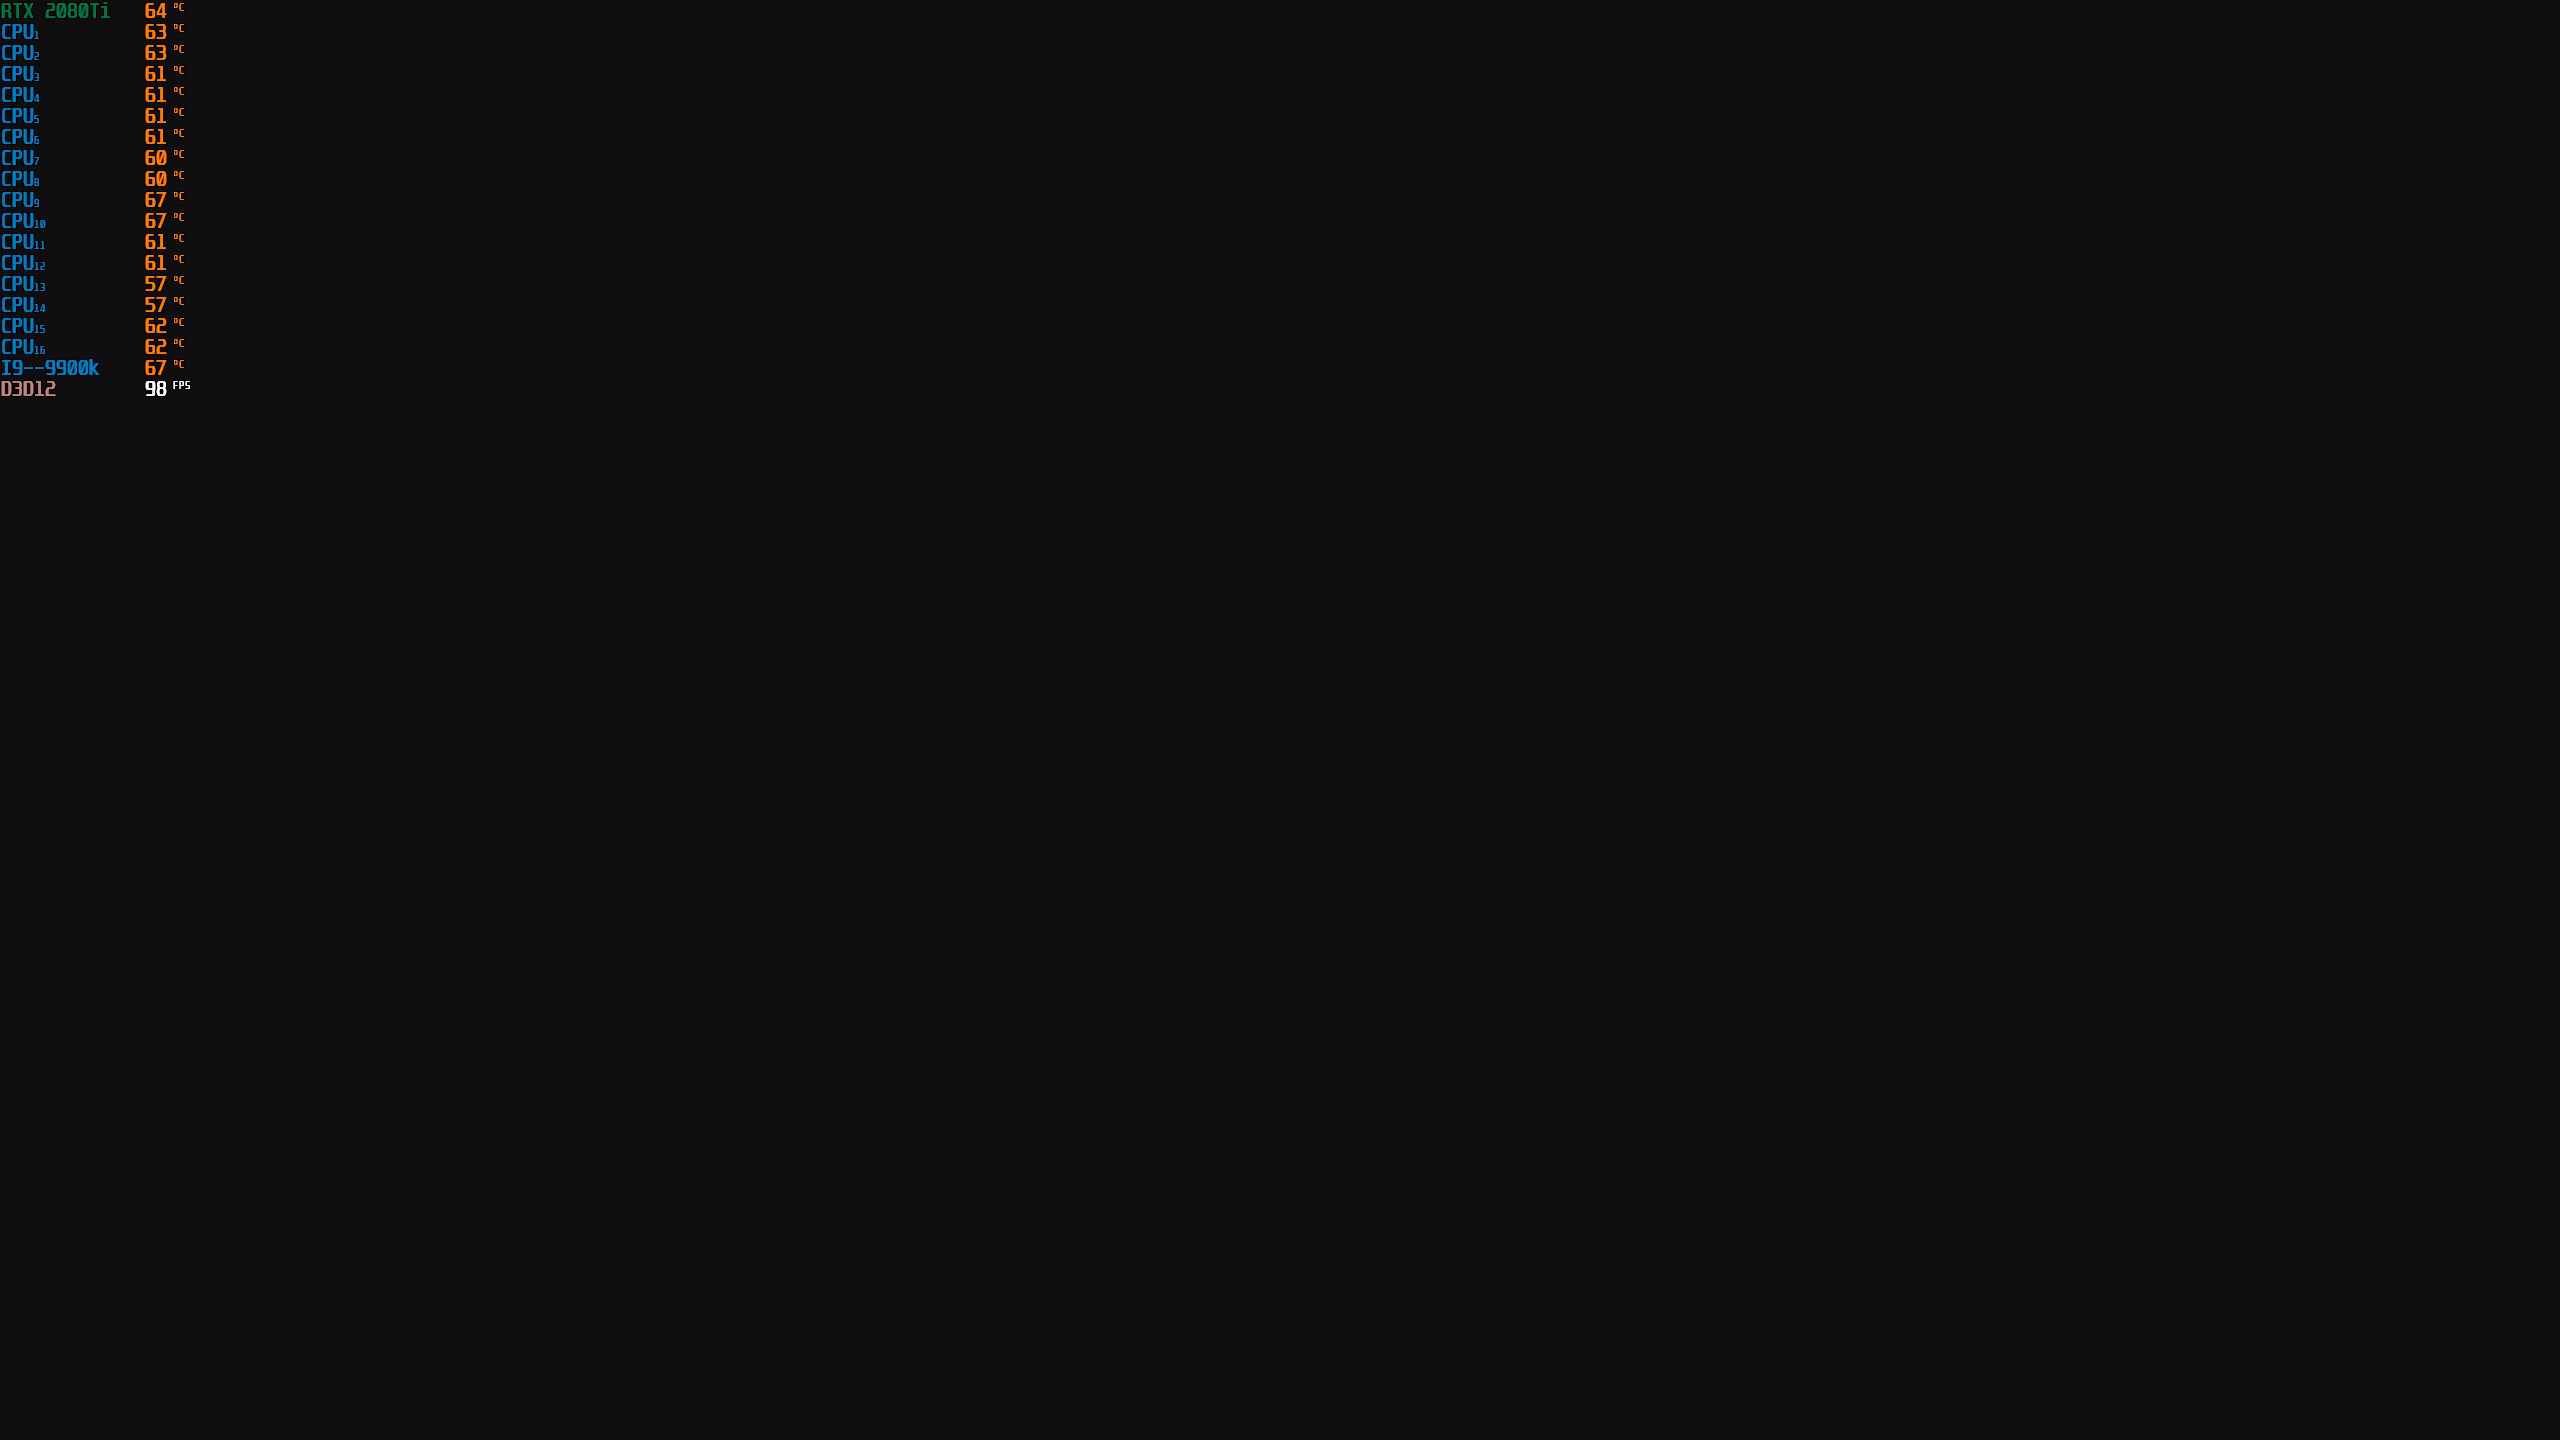 RTX 2080Ti 64 °C
CPU1 63 °C
CPU2 63 °C
CPU3 61 °C
CPU4 61 °C
CPU5 61 °C
CPU6 61 °C
CPU7 60 °C
CPU8 60 °C
CPU9 67 °C
CPU10 67 °C
CPU11 61 °C
CPU12 61 °C
CPU13 57 °C
CPU14 57 °C
CPU15 62 °C
CPU16 62 °C
I9--9900k 67 °C
D3D12 98 FPS